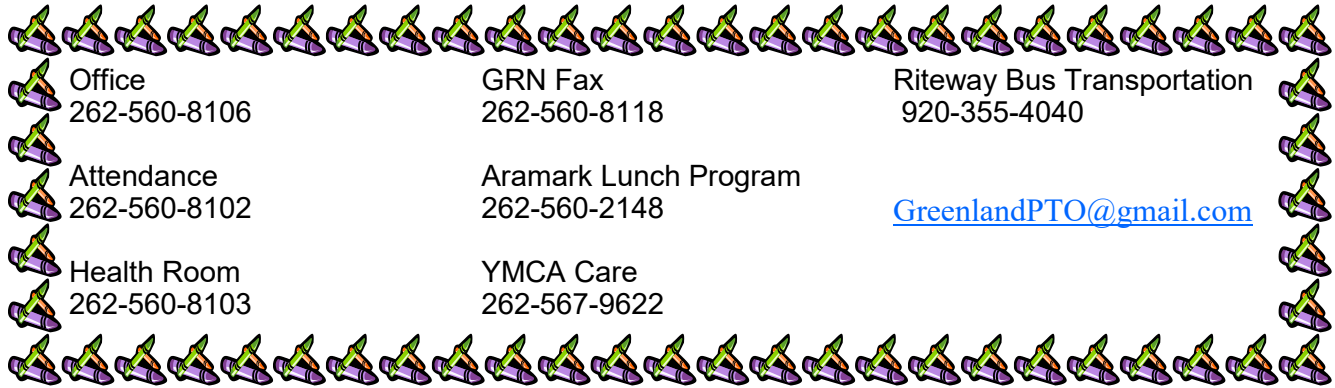 Office
262-560-8106
Attendance
262-560-8102
Health Room
262-560-8103
GRN Fax
262-560-8118
Aramark Lunch Program
262-560-2148
YMCA Care
262-567-9622
Riteway Bus Transportation
920-355-4040
GreenlandPTO@gmail.com